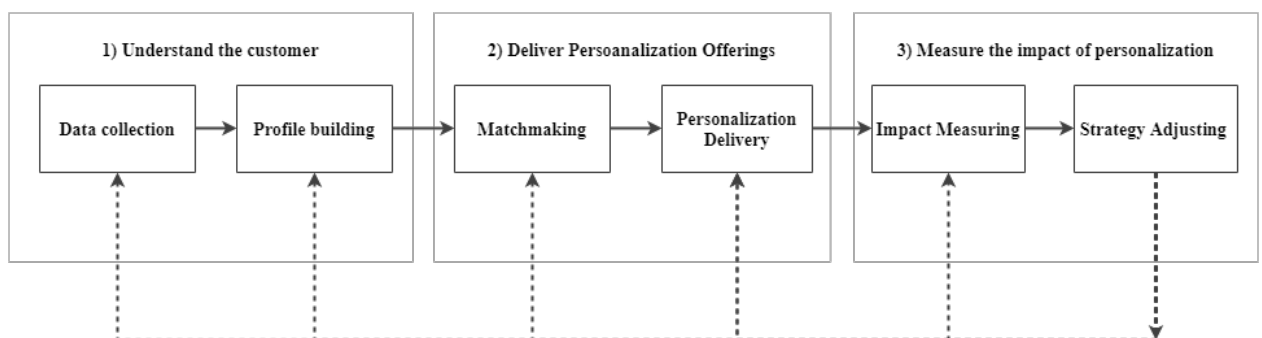 1) Understand the customer
Data collection
Profile building
2) Deliver Persoanalization Offerings
Matchmaking
Personalization
Delivery
3) Measure the impact of personalization
Impact Measuring
Strategy Adjusting